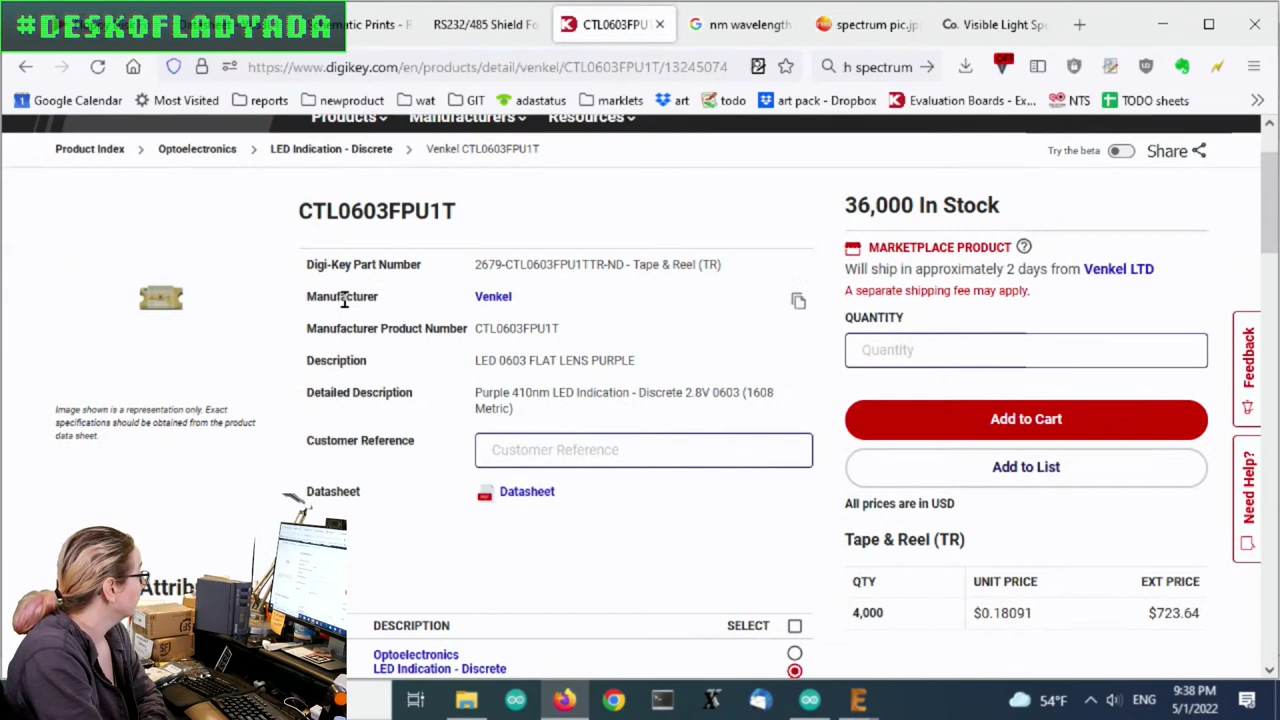 #DESKOFLADYADA
ematic Prints - F
RS232/485 Shield Fo
CTL0603FPU1
nm wavelength
spectrum pic.jp
Visible Light Spe
https://www.digikey.com/en/products/detail/venkel/CTL0603FPU1T/13245074
h spectrum
OFF
Google Calendar
Most Visited
reports
newproduct
wat
GIT
adastatus
marklets
art
todo
art pack - Dropbox
Evaluation Boards - Ex...
NTS
TODO sheets
Products
Manufacturers
Resources
Product Index
Optoelectronics
LED Indication - Discrete
Venkel CTL0603FPU1T
Try the beta
Share
CTL0603FPU1T
Digi-Key Part Number
2679-CTL0603FPU1TTR-ND - Tape & Reel (TR)
Manufacturer
Venkel
Manufacturer Product Number
CTL0603FPU1T
Description
LED 0603 FLAT LENS PURPLE
Detailed Description
Purple 410nm LED Indication - Discrete 2.8V 0603 (1608
Metric)
Customer Reference
Customer Reference
Datasheet
Datasheet
Image shown is a representation only. Exact
specifications should be obtained from the product
data sheet.
36,000 In Stock
MARKETPLACE PRODUCT
Will ship in approximately 2 days from Venkel LTD
A separate shipping fee may apply.
QUANTITY
Quantity
Add to Cart
Add to List
All prices are in USD
Tape & Reel (TR)
QTY
UNIT PRICE
EXT PRICE
4,000
$0.18091
$723.64
Feedback
Need Help?
Attrib
DESCRIPTION
SELECT
Optoelectronics
LED Indication - Discrete
54°F
ENG
9:38 PM
5/1/2022